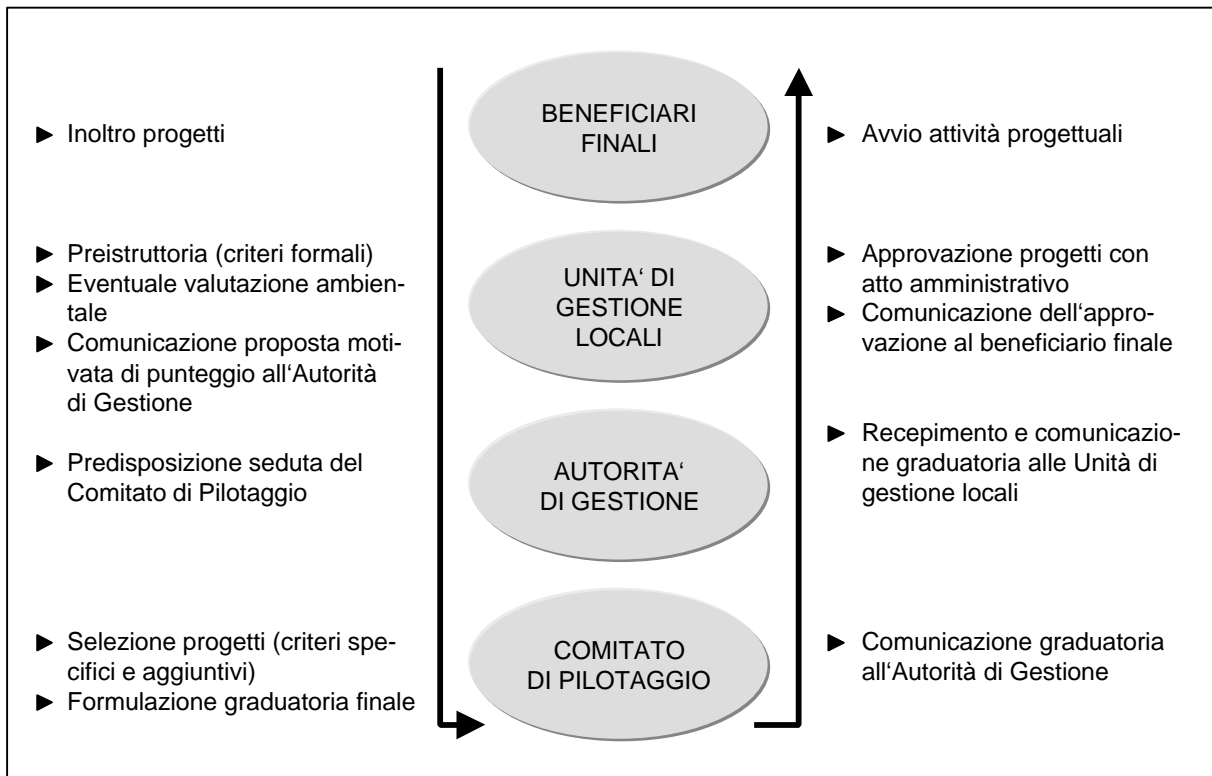 BENEFICIARI
FINALI
► Inoltro progetti
► Avvio attività progettuali
► Preistruttoria (criteri formali)
► Eventuale valutazione ambien-
tale
► Comunicazione proposta moti-
vata di punteggio all‘Autorità
di Gestione
UNITA‘ DI
GESTIONE
LOCALI
► Approvazione progetti con
atto amministrativo
► Comunicazione dell‘appro-
vazione al beneficiario finale
► Predisposizione seduta del
Comitato di Pilotaggio
AUTORITA‘
DI GESTIONE
► Recepimento e comunicazio-
ne graduatoria alle Unità di
gestione locali
► Selezione progetti (criteri spe-
cifici e aggiuntivi)
► Formulazione graduatoria finale
COMITATO
DI PILOTAGGIO
► Comunicazione graduatoria
all‘Autorità di Gestione